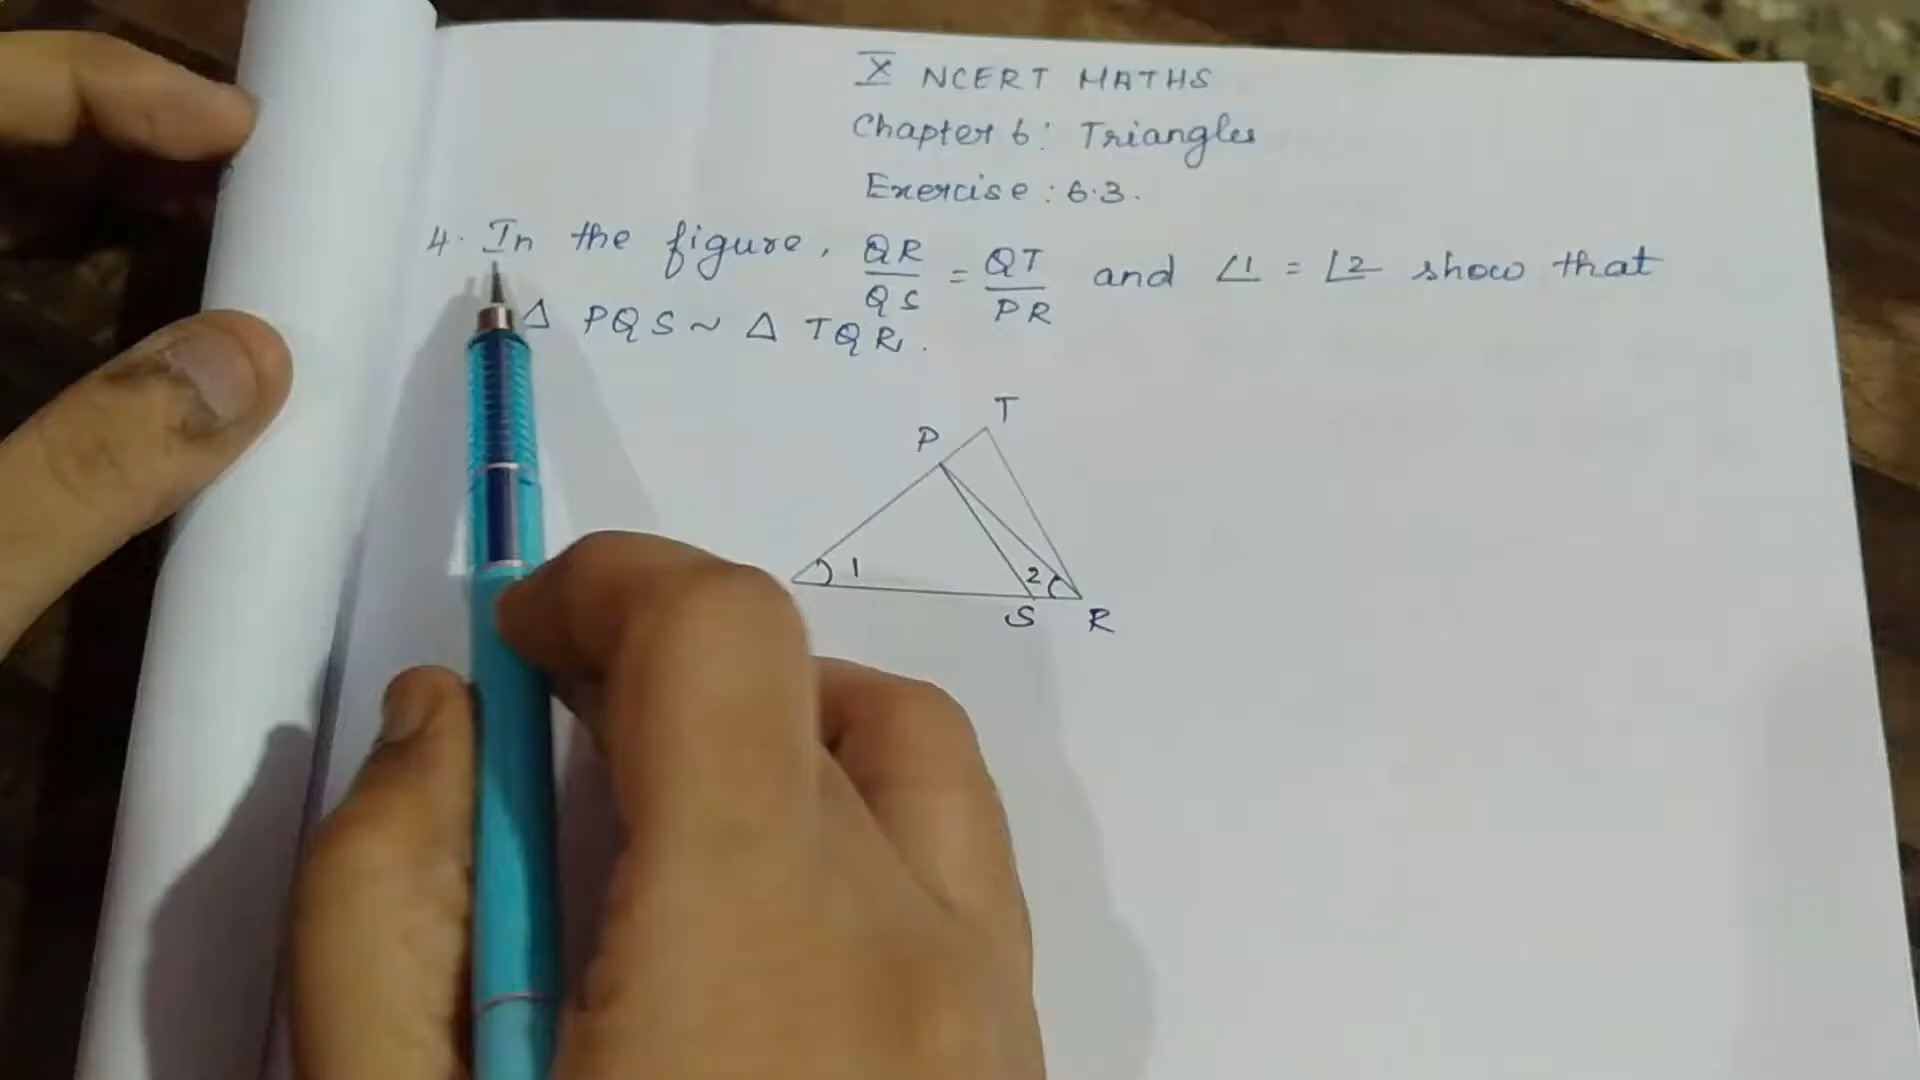 X NCERT MATHS
Chapter 6: Triangles
Exercise : 6.3.
4. In the figure, QR/QS = QT/PR and ∠1 = ∠2 show that
Δ PQS ~ Δ TQR.
T
P
1
2
S R